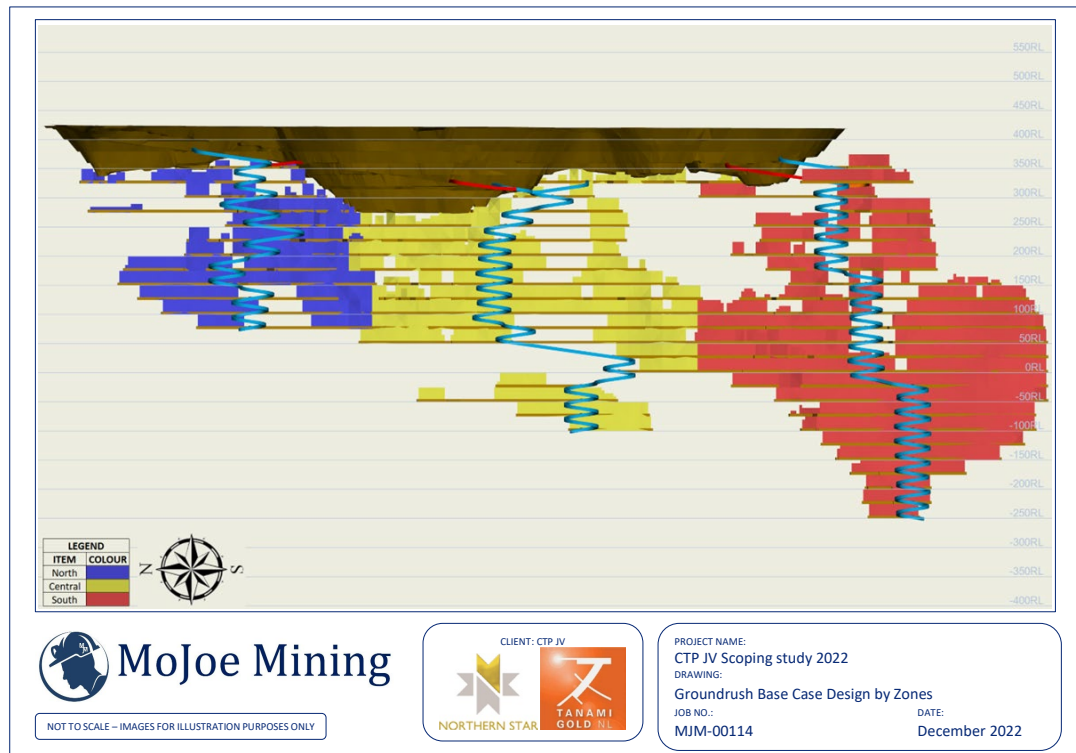 550RL
500RL
450RL
400RL
350RL
300RL
250RL
200RL
150RL
100RL
50RL
0RL
-50RL
-100RL
-150RL
-200RL
-250RL
-300RL
-350RL
-400RL
LEGEND
ITEM COLOUR
North
Central
South
N S
MoJoe Mining
NOT TO SCALE – IMAGES FOR ILLUSTRATION PURPOSES ONLY
CLIENT: CTP JV
NORTHERN STAR
TANAMI
GOLD NL
PROJECT NAME:
CTP JV Scoping study 2022
DRAWING:
Groundrush Base Case Design by Zones
JOB NO.: DATE:
MJM-00114 December 2022